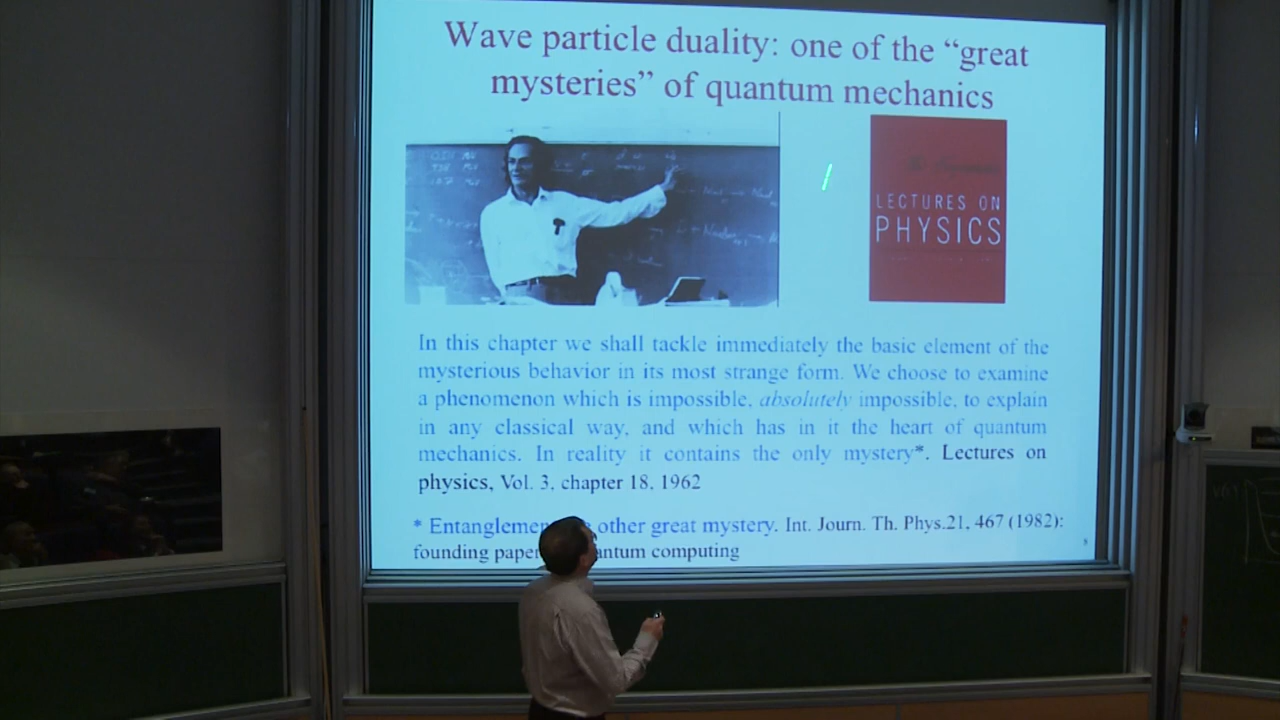 Wave particle duality: one of the “great
mysteries” of quantum mechanics
LECTURES ON
PHYSICS
In this chapter we shall tackle immediately the basic element of the
mysterious behavior in its most strange form. We choose to examine
a phenomenon which is impossible, absolutely impossible, to explain
in any classical way, and which has in it the heart of quantum
mechanics. In reality it contains the only mystery*. Lectures on
physics, Vol. 3, chapter 18, 1962
* other great mystery. Int. Journ. Th. Phys.21, 467 (1982):
founding computing